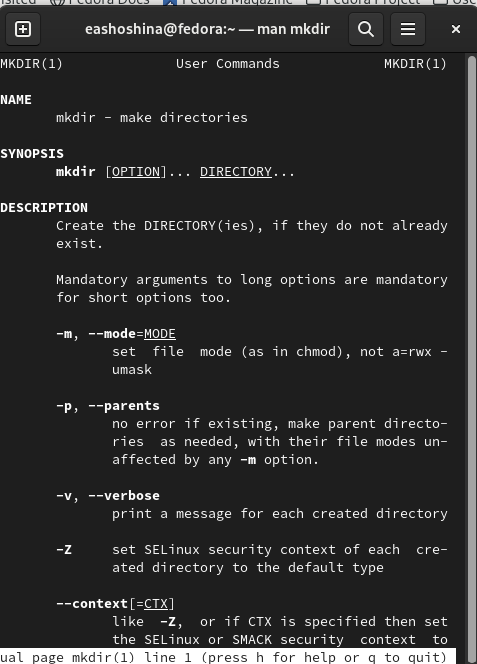 Fedora Docs Fedora Magazine Fedora Project
eashoshina@fedora:~ — man mkdir
MKDIR(1) User Commands MKDIR(1)
NAME
mkdir - make directories
SYNOPSIS
mkdir [OPTION]... DIRECTORY...
DESCRIPTION
Create the DIRECTORY(ies), if they do not already
exist.
Mandatory arguments to long options are mandatory
for short options too.
-m, --mode=MODE
set file mode (as in chmod), not a=rwx -
umask
-p, --parents
no error if existing, make parent directo-
ries as needed, with their file modes un-
affected by any -m option.
-v, --verbose
print a message for each created directory
-Z set SELinux security context of each cre-
ated directory to the default type
--context[=CTX]
like -Z, or if CTX is specified then set
the SELinux or SMACK security context to
ual page mkdir(1) line 1 (press h for help or q to quit)